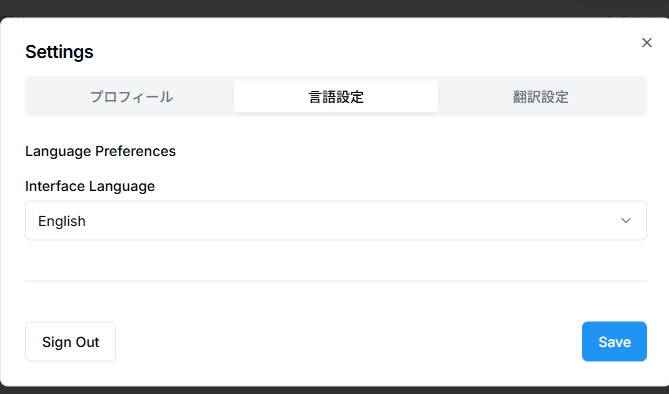 Settings
プロフィール
言語設定
翻訳設定
Language Preferences
Interface Language
English
Sign Out
Save